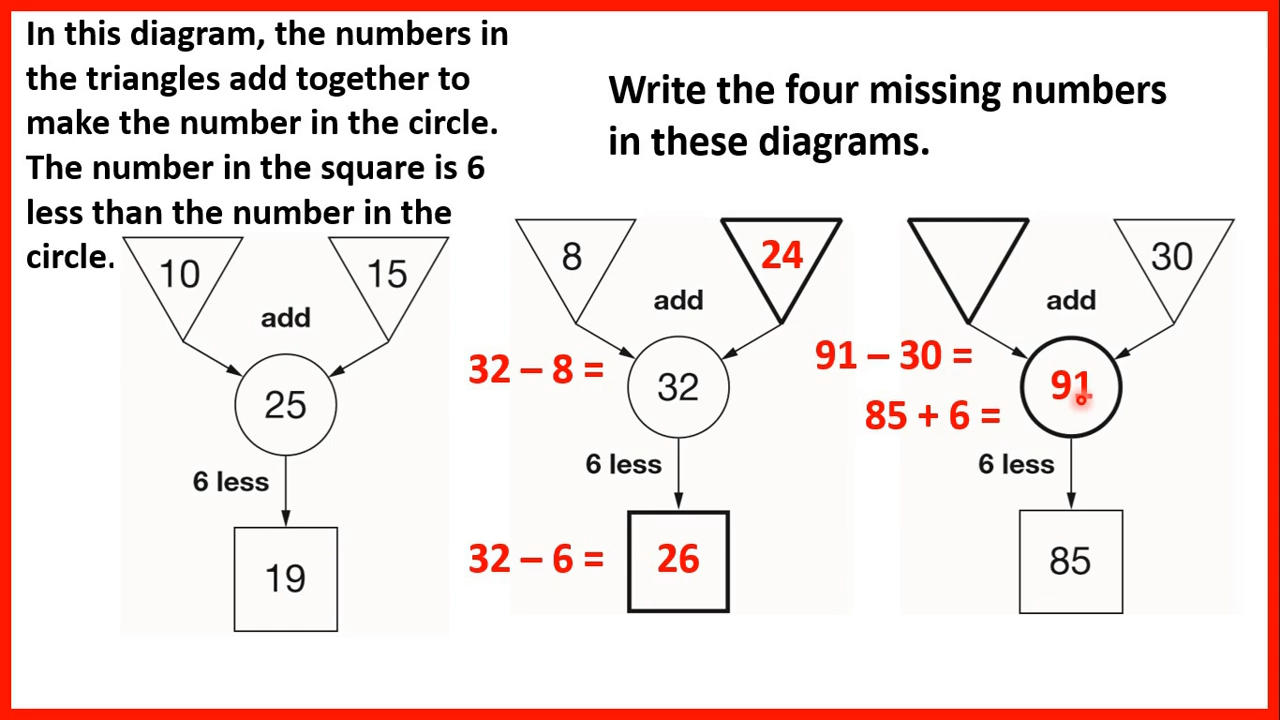 In this diagram, the numbers in
the triangles add together to
make the number in the circle.
The number in the square is 6
less than the number in the
circle.
Write the four missing numbers
in these diagrams.
10
15
add
25
6 less
19
8
24
add
32 – 8 =
32
6 less
32 – 6 =
26
30
add
91 – 30 =
85 + 6 =
91
6 less
85